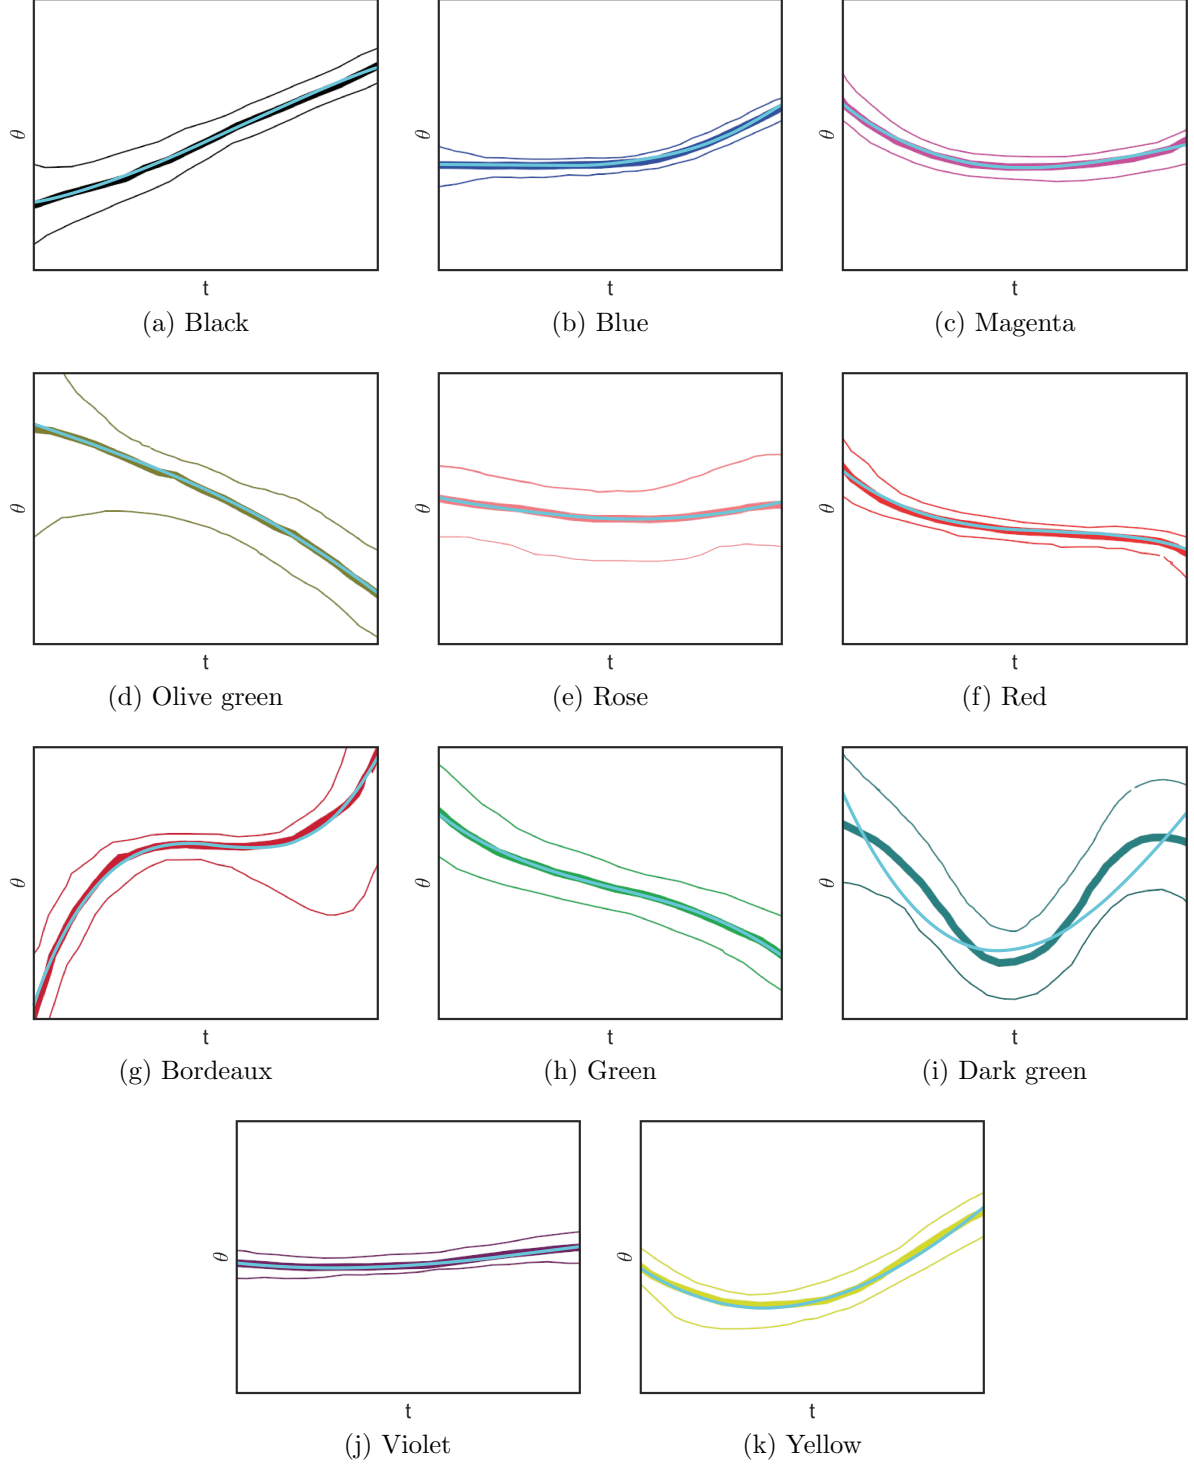 θ θ θ
t t t
(a) Black (b) Blue (c) Magenta
θ θ θ
t t t
(d) Olive green (e) Rose (f) Red
θ θ θ
t t t
(g) Bordeaux (h) Green (i) Dark green
θ θ
t t
(j) Violet (k) Yellow